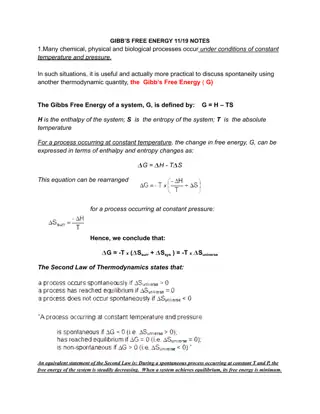 GIBB'S FREE ENERGY 11/19 NOTES
1.Many chemical, physical and biological processes occur under conditions of constant
temperature and pressure.
In such situations, it is useful and actually more practical to discuss spontaneity using
another thermodynamic quantity, the Gibb's Free Energy ( G)
The Gibbs Free Energy of a system, G, is defined by: G = H – TS
H is the enthalpy of the system; S is the entropy of the system; T is the absolute
temperature
For a process occurring at constant temperature, the change in free energy, G, can be
expressed in terms of enthalpy and entropy changes as:
ΔG = ΔH - TΔS
This equation can be rearranged
ΔG = - T x (-ΔH/T + ΔS)
for a process occurring at constant pressure:
ΔSsurr = -ΔH/T
Hence, we conclude that:
ΔG = -T x (ΔSsurr + ΔSsys ) = -T x ΔSuniverse
The Second Law of Thermodynamics states that:
a process occurs spontaneously if ΔSuniverse > 0
a process has reached equilibrium if ΔSuniverse = 0
a process does not occur spontaneously if ΔSuniverse < 0
"A process occurring at constant temperature and pressure
is spontaneous if ΔG < 0 (i.e. ΔSuniverse > 0);
has reached equilibrium if ΔG = 0 (i.e. ΔSuniverse = 0);
is non-spontaneous if ΔG > 0 (i.e. ΔSuniverse < 0)."
An equivalent statement of the Second Law is: During a spontaneous process occurring at constant T and P, the
free energy of the system is steadily decreasing. When a system achieves equilibrium, its free energy is minimum.